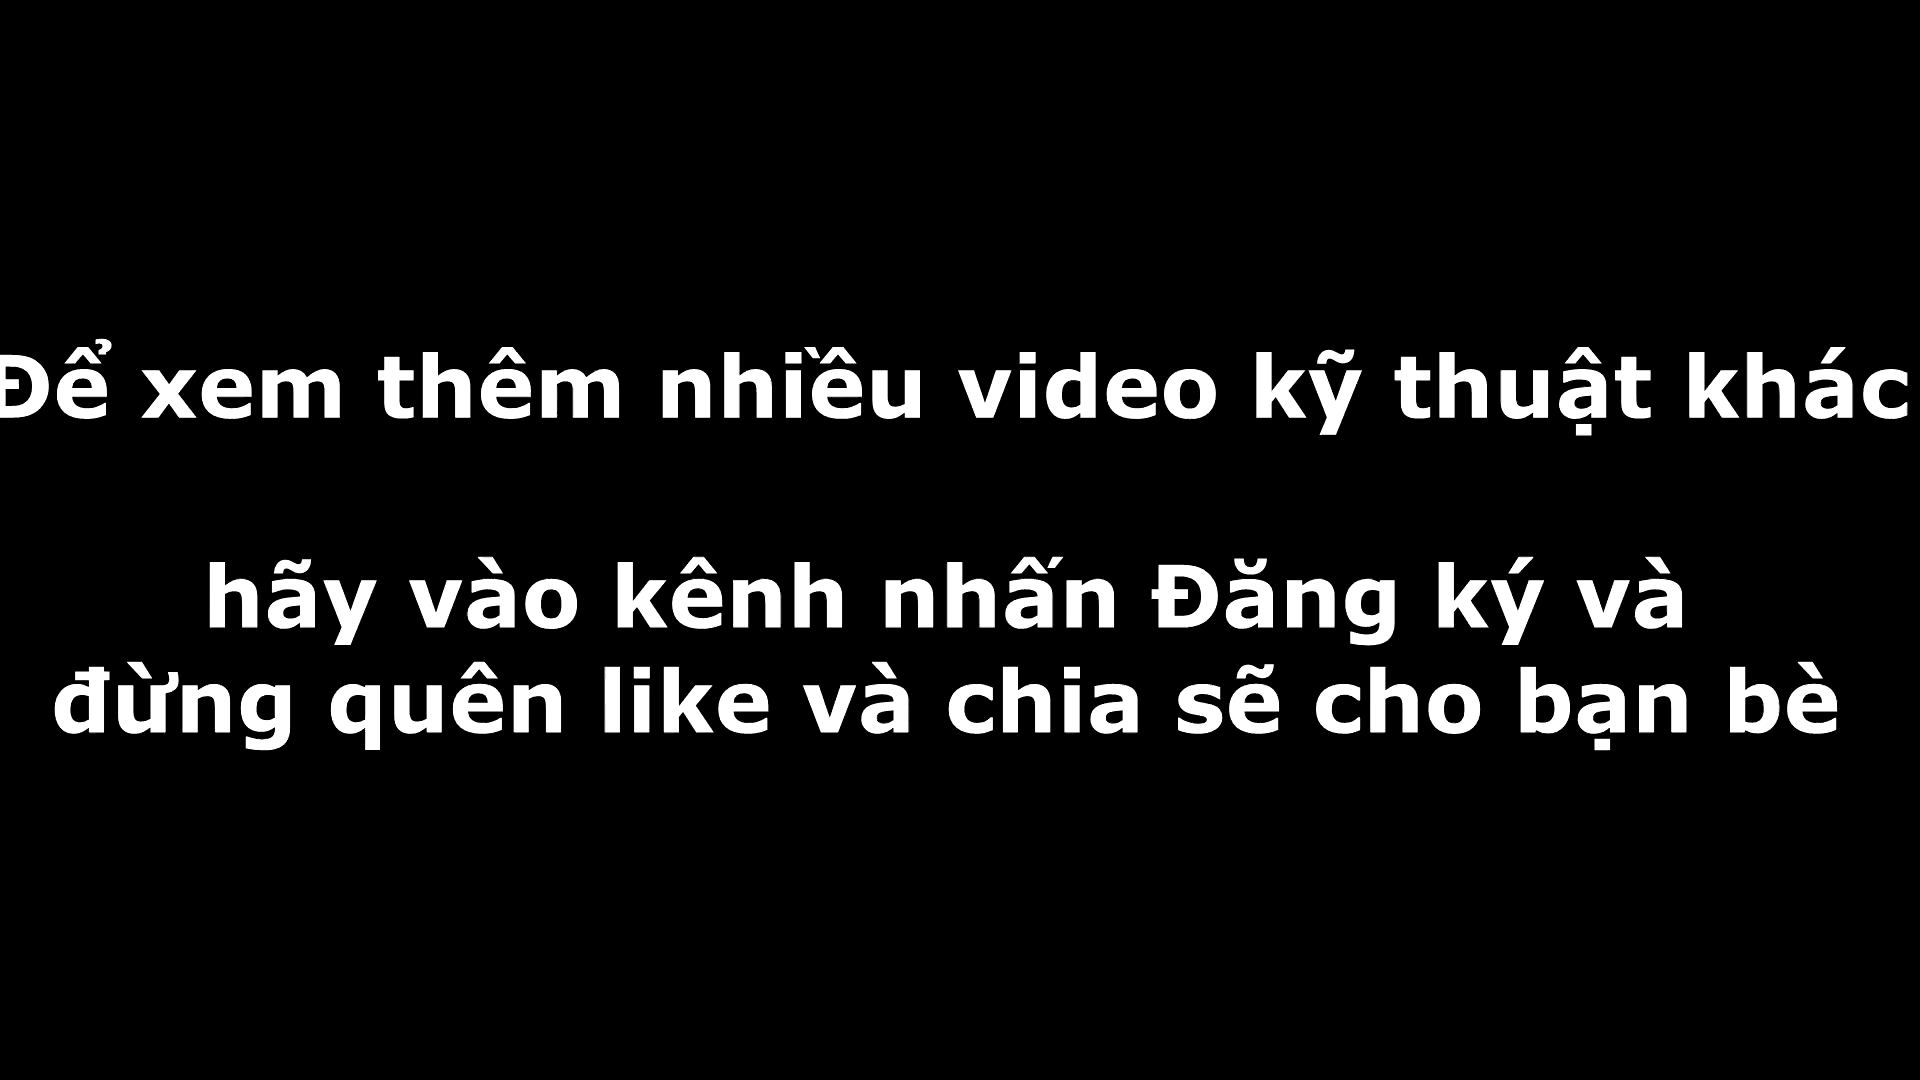 Để xem thêm nhiều video kỹ thuật khác
hãy vào kênh nhấn Đăng ký và
đừng quên like và chia sẽ cho bạn bè